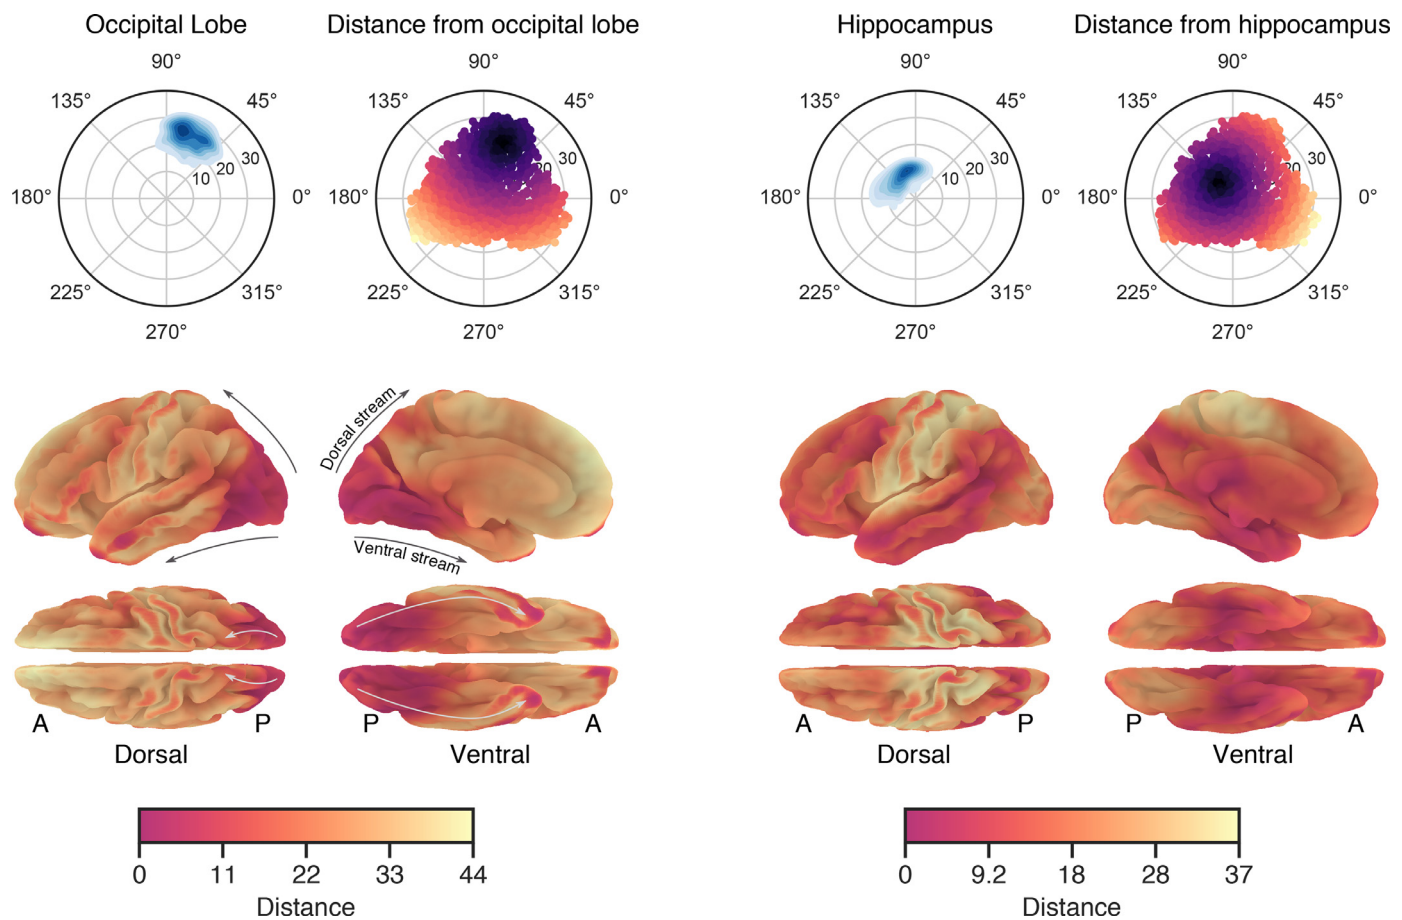 Occipital Lobe
Distance from occipital lobe
Hippocampus
Distance from hippocampus
90°
90°
90°
90°
135°
45°
135°
45°
135°
45°
135°
45°
10 20 30
30
10 20 30
20 30
180°
0°
180°
0°
180°
0°
180°
0°
225°
315°
225°
315°
225°
315°
225°
315°
270°
270°
270°
270°
Dorsal stream
Ventral stream
A
P
P
A
A
P
P
A
Dorsal
Ventral
Dorsal
Ventral
0 11 22 33 44
Distance
0 9.2 18 28 37
Distance